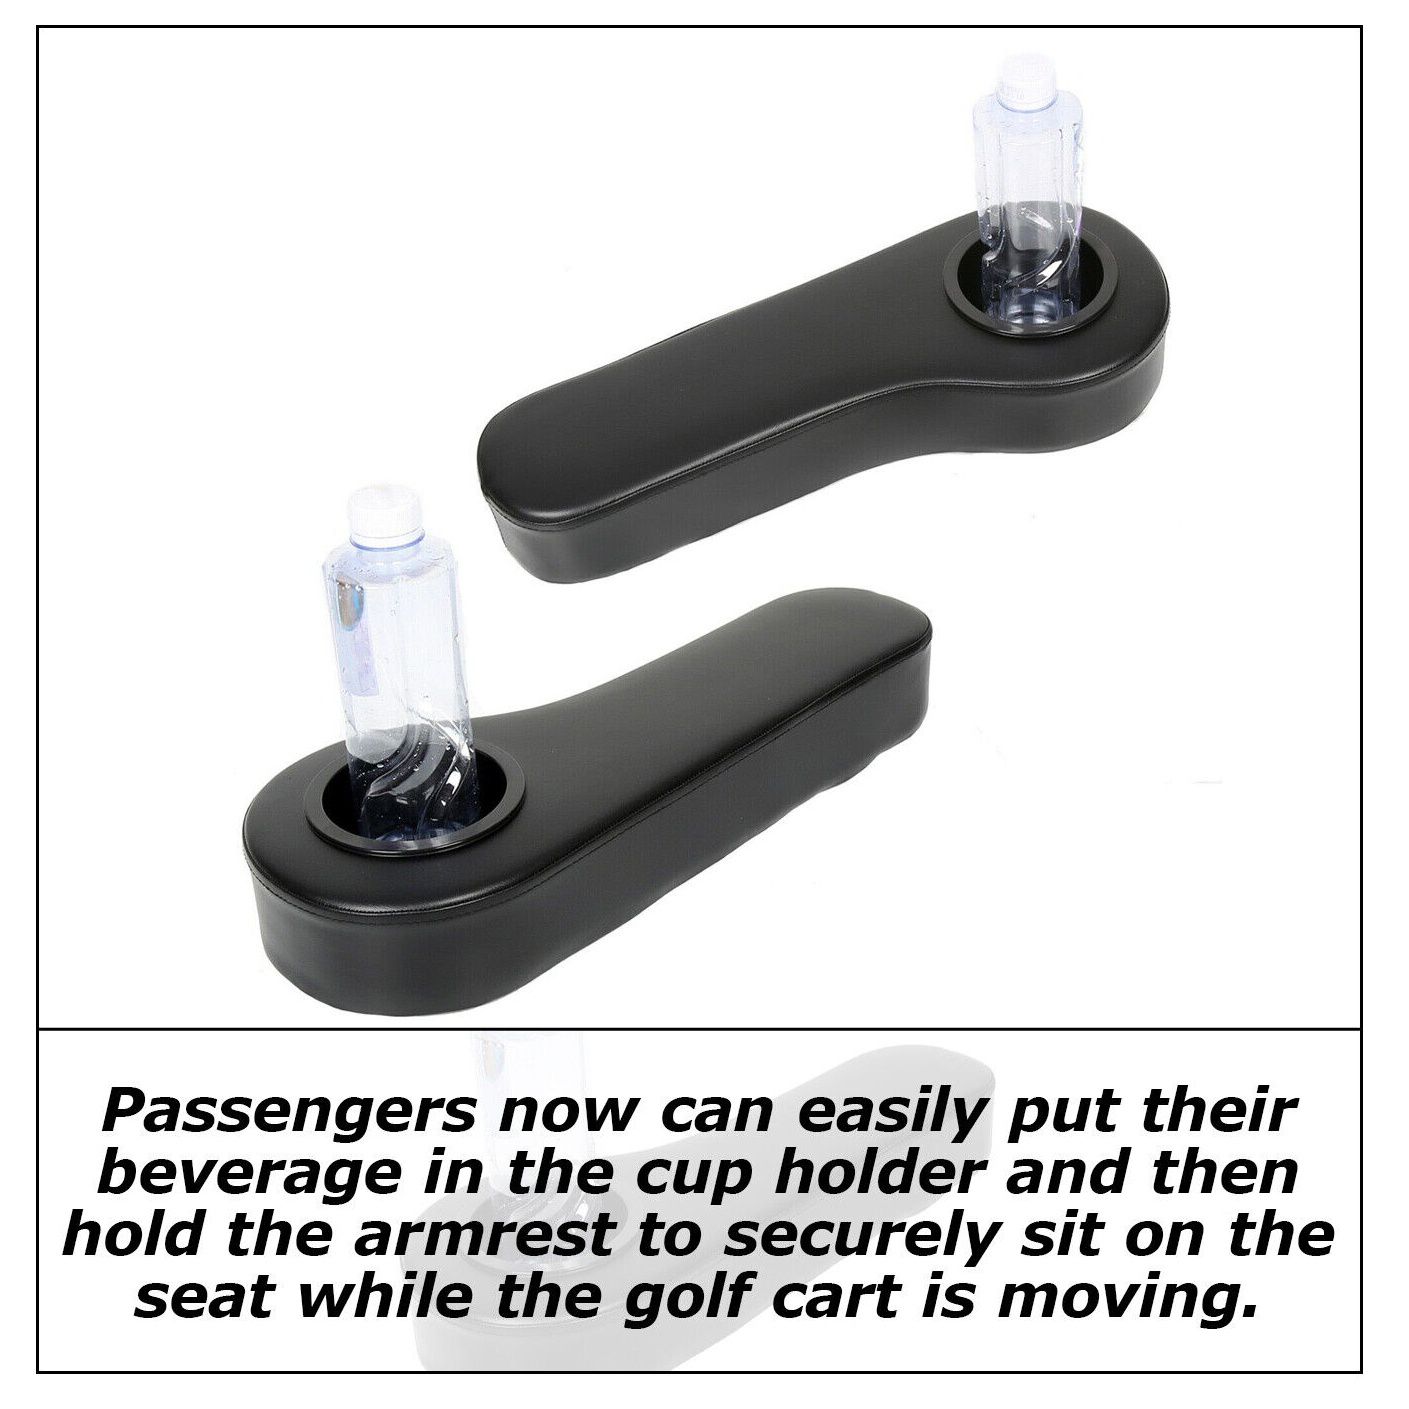 Passengers now can easily put their
beverage in the cup holder and then
hold the armrest to securely sit on the
seat while the golf cart is moving.